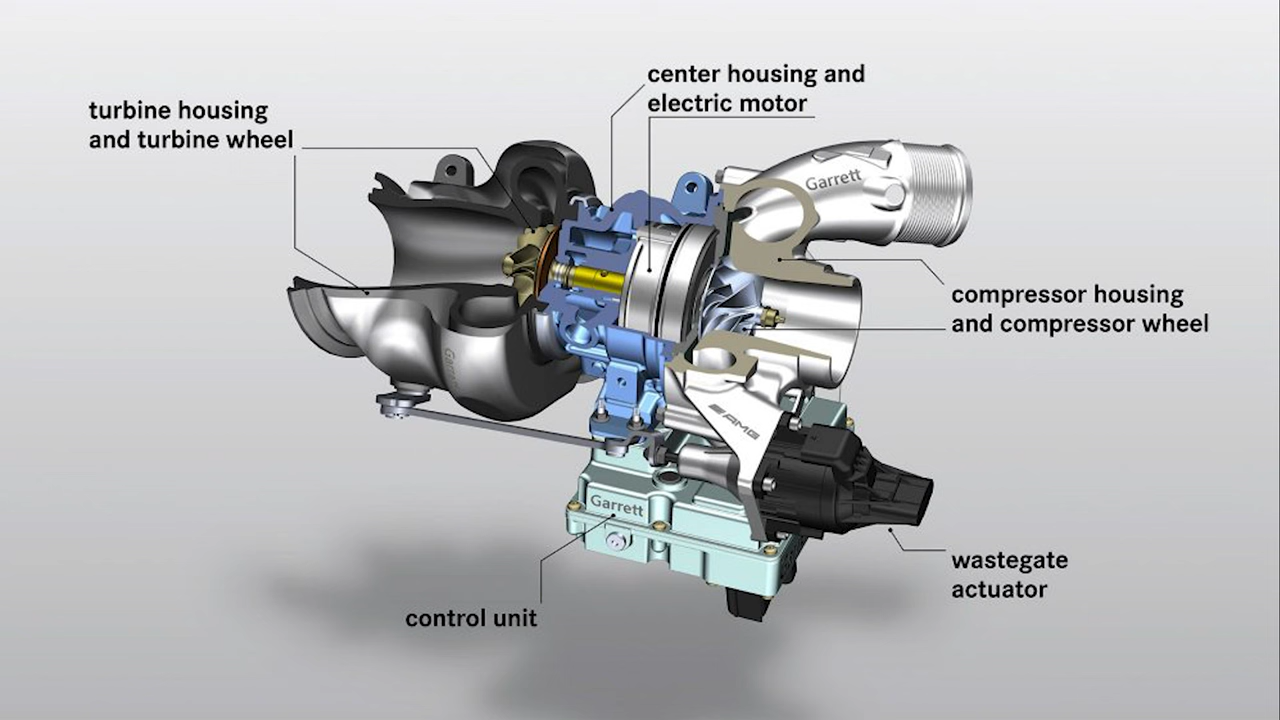 center housing and
electric motor
turbine housing
and turbine wheel
Garrett
compressor housing
and compressor wheel
Garrett
AMG
Garrett
wastegate
actuator
control unit